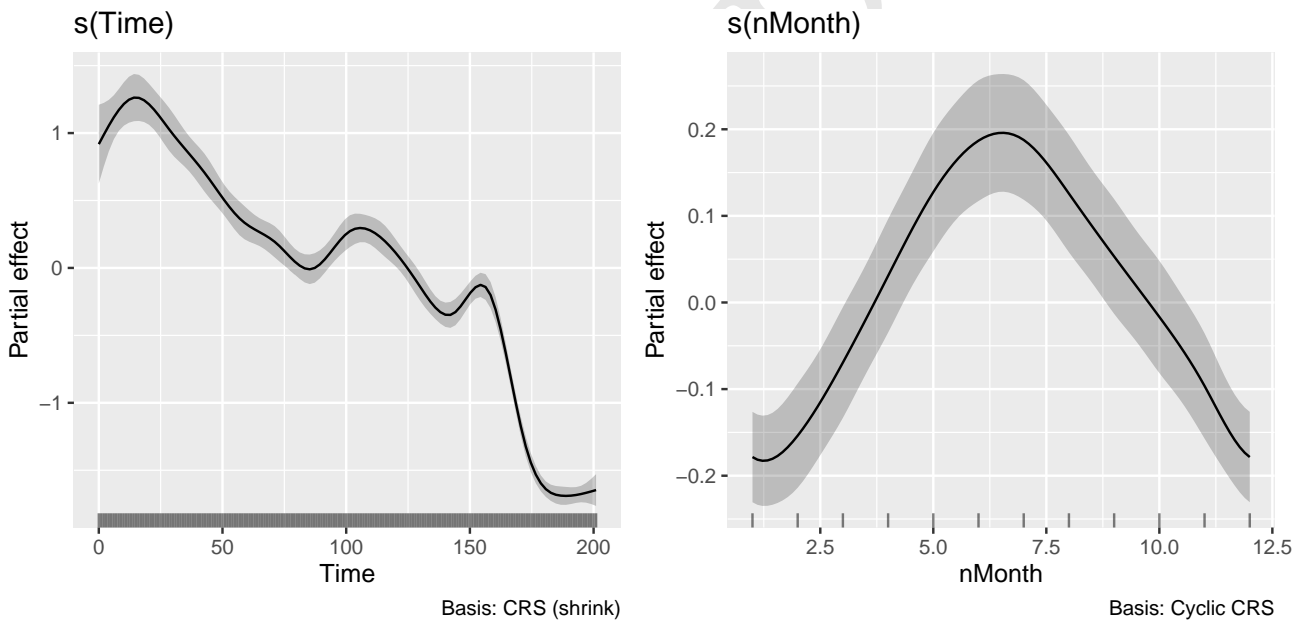 s(Time)
1
0
−1
Partial effect
0 50 100 150 200
Time
Basis: CRS (shrink)
s(nMonth)
0.2
0.1
0.0
−0.1
−0.2
Partial effect
2.5 5.0 7.5 10.0 12.5
nMonth
Basis: Cyclic CRS